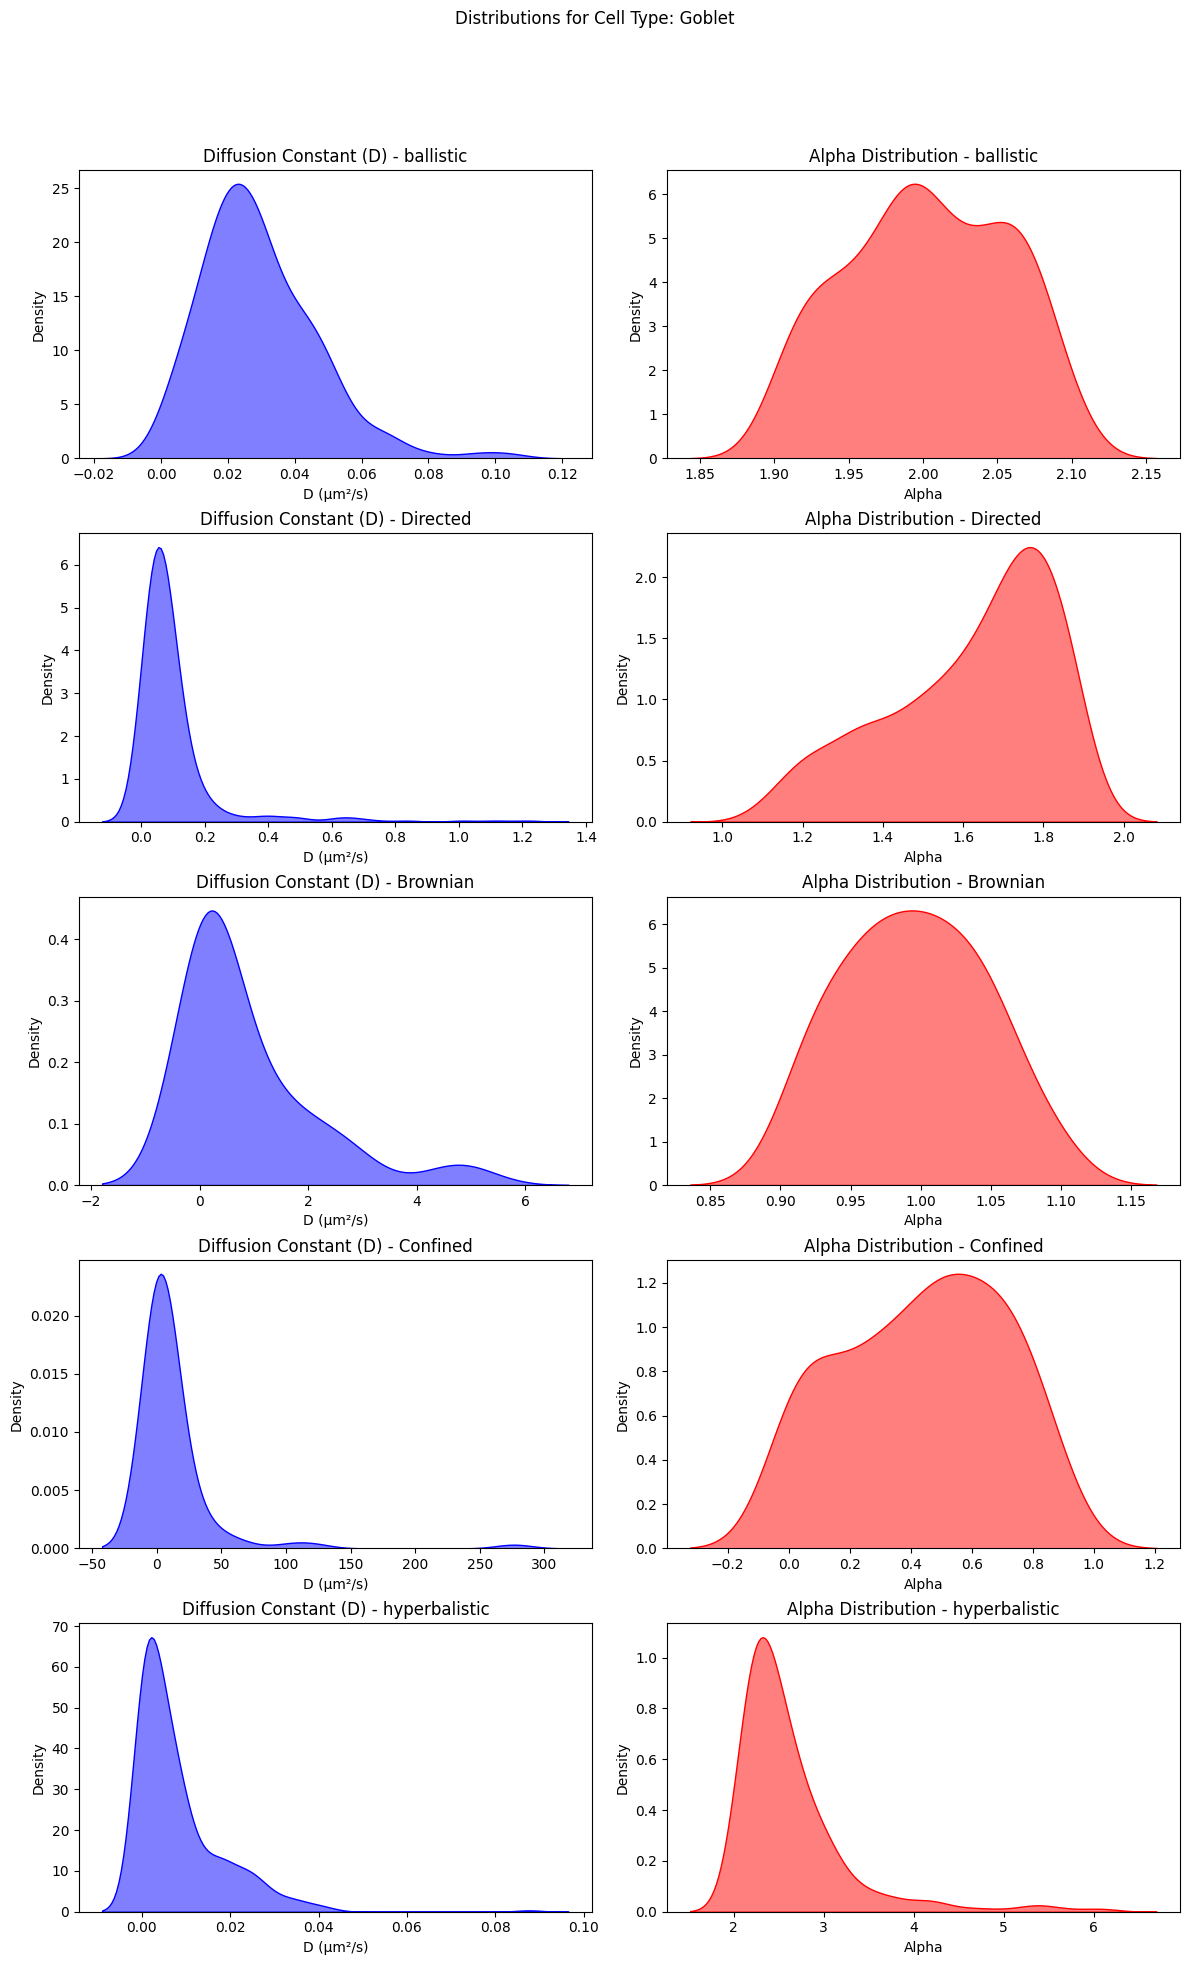 Distributions for Cell Type: Goblet
Diffusion Constant (D) - ballistic
Density
25
20
15
10
5
0
−0.02 0.00 0.02 0.04 0.06 0.08 0.10 0.12
D (μm²/s)
Alpha Distribution - ballistic
Density
6
5
4
3
2
1
0
1.85 1.90 1.95 2.00 2.05 2.10 2.15
Alpha
Diffusion Constant (D) - Directed
Density
6
5
4
3
2
1
0
0.0 0.2 0.4 0.6 0.8 1.0 1.2 1.4
D (μm²/s)
Alpha Distribution - Directed
Density
2.0
1.5
1.0
0.5
0.0
1.0 1.2 1.4 1.6 1.8 2.0
Alpha
Diffusion Constant (D) - Brownian
Density
0.4
0.3
0.2
0.1
0.0
−2 0 2 4 6
D (μm²/s)
Alpha Distribution - Brownian
Density
6
5
4
3
2
1
0
0.85 0.90 0.95 1.00 1.05 1.10 1.15
Alpha
Diffusion Constant (D) - Confined
Density
0.020
0.015
0.010
0.005
0.000
−50 0 50 100 150 200 250 300
D (μm²/s)
Alpha Distribution - Confined
Density
1.2
1.0
0.8
0.6
0.4
0.2
0.0
−0.2 0.0 0.2 0.4 0.6 0.8 1.0 1.2
Alpha
Diffusion Constant (D) - hyperbalistic
Density
70
60
50
40
30
20
10
0
0.00 0.02 0.04 0.06 0.08 0.10
D (μm²/s)
Alpha Distribution - hyperbalistic
Density
1.0
0.8
0.6
0.4
0.2
0.0
2 3 4 5 6
Alpha